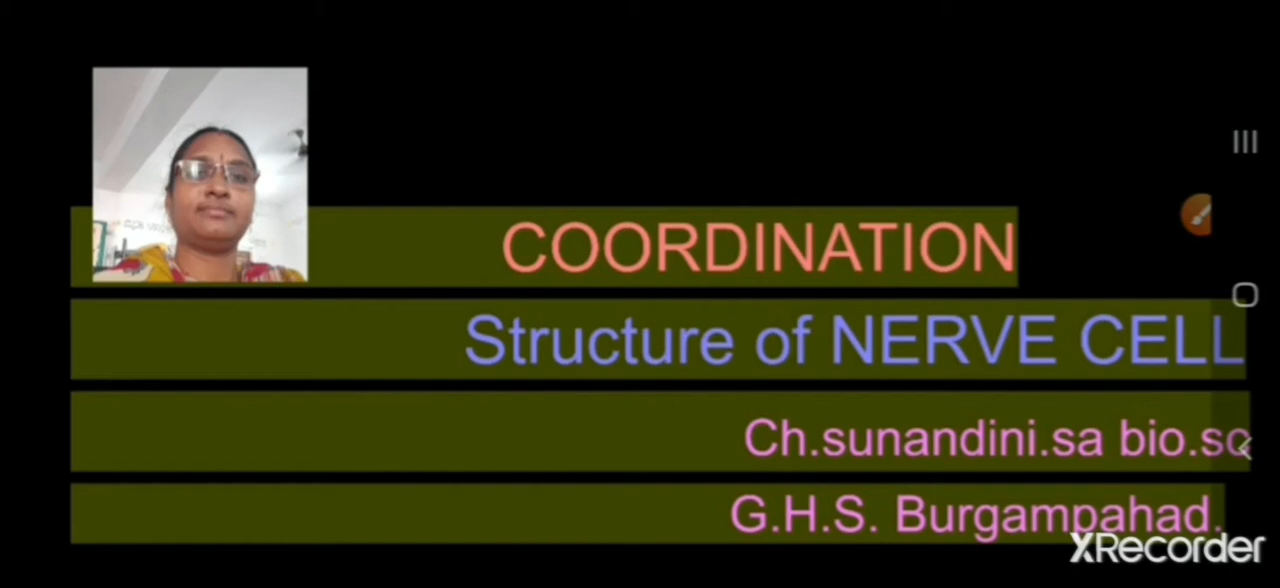 COORDINATION
Structure of NERVE CELL
Ch.sunandini.sa bio.sc
G.H.S. Burgampahad.
XRecorder